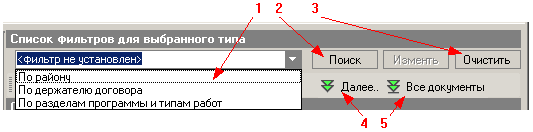 1 2 3
Список фильтров для выбранного типа
<фильтр не установлен>
Поиск Изменть Очистить
По району
По держателю договора
По разделам программы и типам работ
Далее.. Все документы
4 5